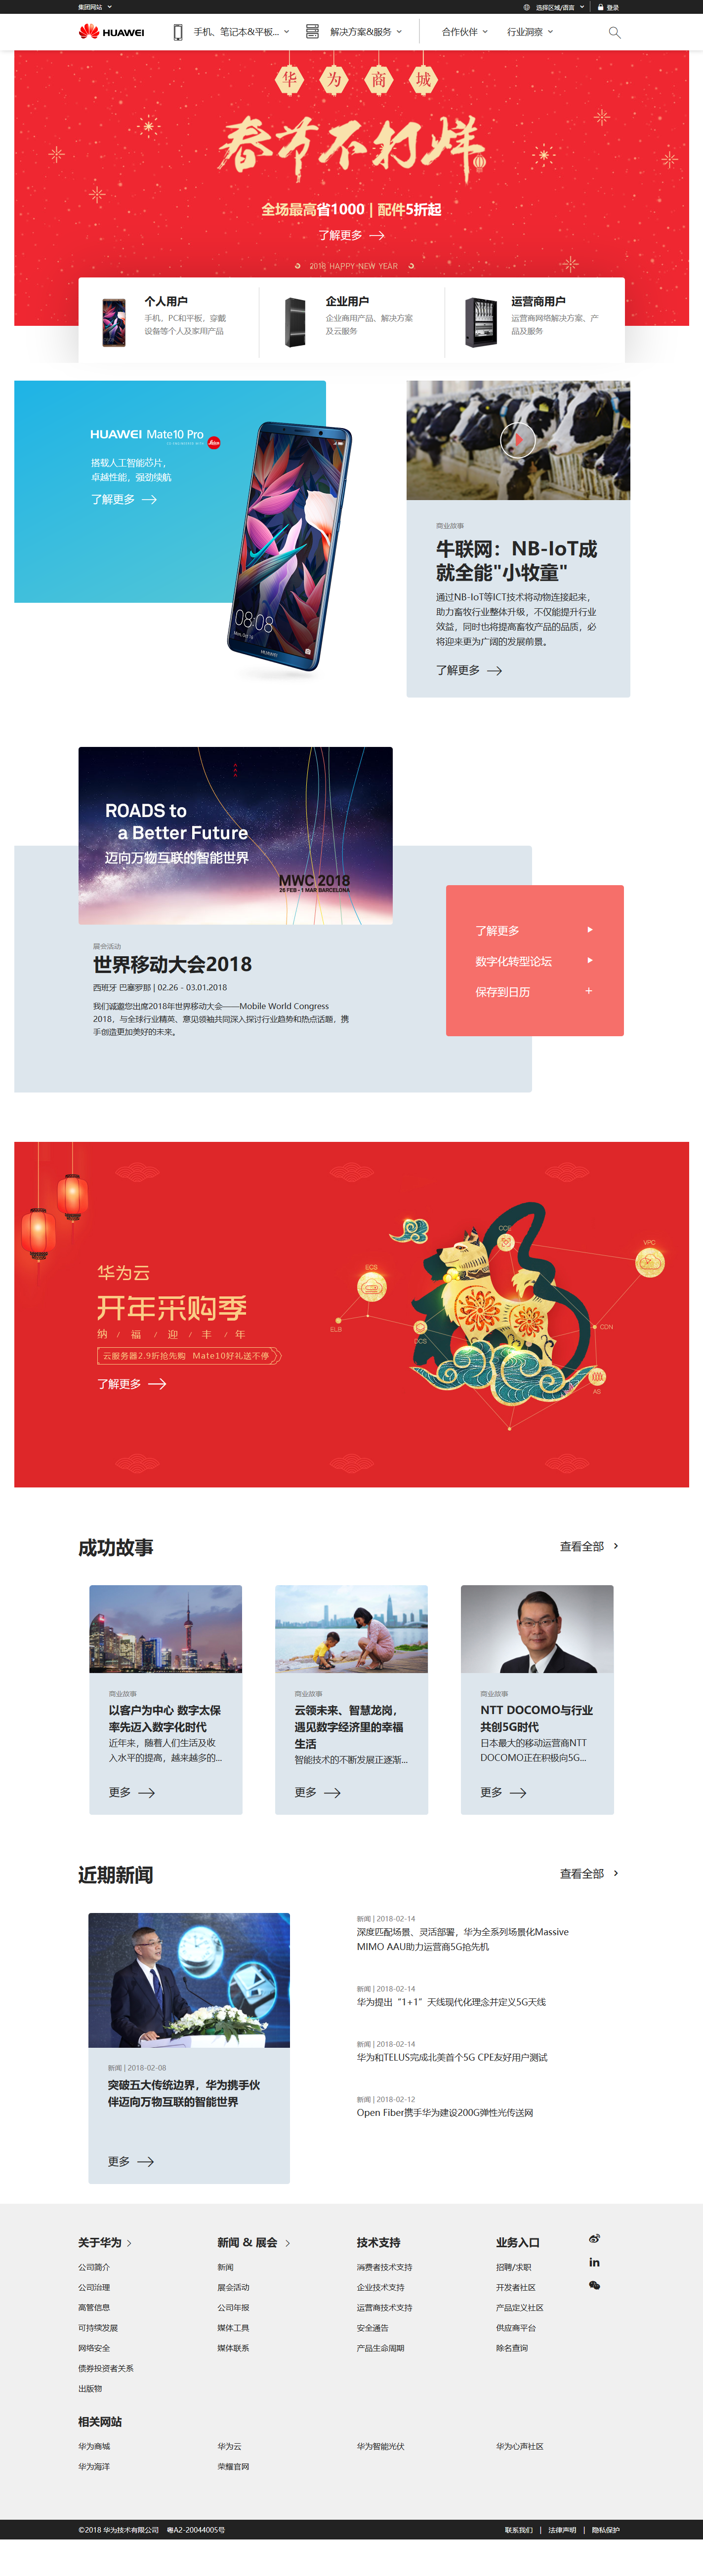 集团网站
选择区域/语言
登录
HUAWEI
手机、笔记本&平板...
解决方案&服务
合作伙伴
行业洞察
华为商城
春节不打烊
全场最高省1000 | 配件5折起
了解更多
2018 HAPPY NEW YEAR
个人用户
手机、PC和平板，穿戴
设备等个人及家用产品
企业用户
企业商用产品、解决方案
及云服务
运营商用户
运营商网络解决方案、产
品及服务
HUAWEI Mate10 Pro
搭载人工智能芯片，
卓越性能，强劲续航
了解更多
08:08
HUAWEI
商业故事
牛联网：NB-IoT成
就全能"小牧童"
通过NB-IoT等ICT技术将动物连接起来，
助力畜牧行业整体升级，不仅能提升行业
效益，同时也将提高畜牧产品的品质，必
将迎来更为广阔的发展前景。
了解更多
ROADS to
a Better Future
迈向万物互联的智能世界
MWC 2018
26 FEB - 1 MAR BARCELONA
展会活动
世界移动大会2018
西班牙 巴塞罗那 | 02.26 - 03.01.2018
我们诚邀您出席2018年世界移动大会——Mobile World Congress
2018，与全球行业精英、意见领袖共同深入探讨行业趋势和热点话题，携
手创造更加美好的未来。
了解更多
数字化转型论坛
保存到日历
华为云
开年采购季
纳 / 福 / 迎 / 丰 / 年
云服务器2.9折抢先购 Mate10好礼送不停
了解更多
CCE
VPC
ECS
ELB
DCS
CDN
AS
成功故事
查看全部
商业故事
以客户为中心 数字太保
率先迈入数字化时代
近年来，随着人们生活及收
入水平的提高，越来越多的...
更多
商业故事
云领未来、智慧龙岗，
遇见数字经济里的幸福
生活
智能技术的不断发展正逐渐...
更多
商业故事
NTT DOCOMO与行业
共创5G时代
日本最大的移动运营商NTT
DOCOMO正在积极向5G...
更多
近期新闻
查看全部
新闻 | 2018-02-08
突破五大传统边界，华为携手伙
伴迈向万物互联的智能世界
更多
新闻 | 2018-02-14
深度匹配场景、灵活部署，华为全系列场景化Massive
MIMO AAU助力运营商5G抢先机
新闻 | 2018-02-14
华为提出“1+1”天线现代化理念并定义5G天线
新闻 | 2018-02-14
华为和TELUS完成北美首个5G CPE友好用户测试
新闻 | 2018-02-12
Open Fiber携手华为建设200G弹性光传送网
关于华为
公司简介
公司治理
高管信息
可持续发展
网络安全
债券投资者关系
出版物
新闻 & 展会
新闻
展会活动
公司年报
媒体工具
媒体联系
技术支持
消费者技术支持
企业技术支持
运营商技术支持
安全通告
产品生命周期
业务入口
招聘/求职
开发者社区
产品定义社区
供应商平台
除名查询
相关网站
华为商城
华为云
华为智能光伏
华为心声社区
华为海洋
荣耀官网
©2018 华为技术有限公司 粤A2-20044005号
联系我们 | 法律声明 | 隐私保护